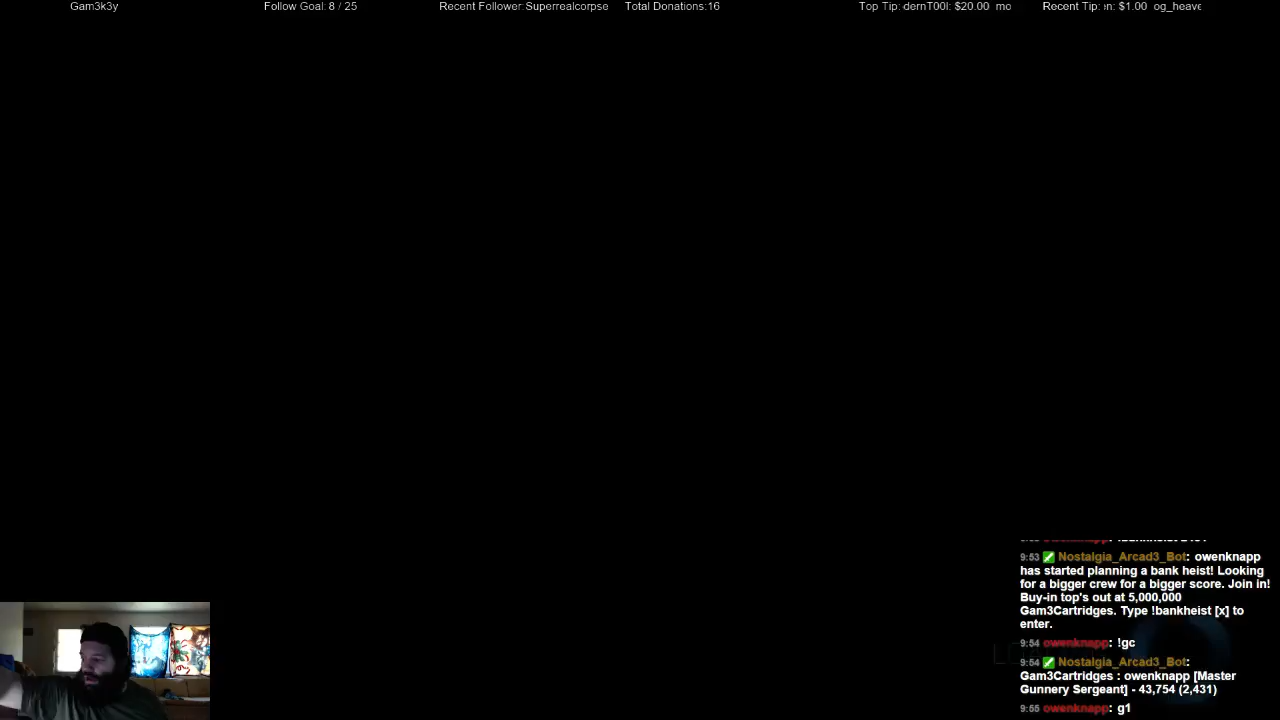 Gam3k3y Follow Goal: 8 / 25 Recent Follower:Superrealcorpse Total Donations:16 Top Tip: dernT00l: $20.00 mo Recent Tip: n: $1.00 og_heave
9:53 Nostalgia_Arcad3_Bot: owenknapp
has started planning a bank heist! Looking
for a bigger crew for a bigger score. Join in!
Buy-in top's out at 5,000,000
Gam3Cartridges. Type !bankheist [x] to
enter.
9:54 owenknapp: !gc
9:54 Nostalgia_Arcad3_Bot:
Gam3Cartridges : owenknapp [Master
Gunnery Sergeant] - 43,754 (2,431)
9:55 owenknapp: g1